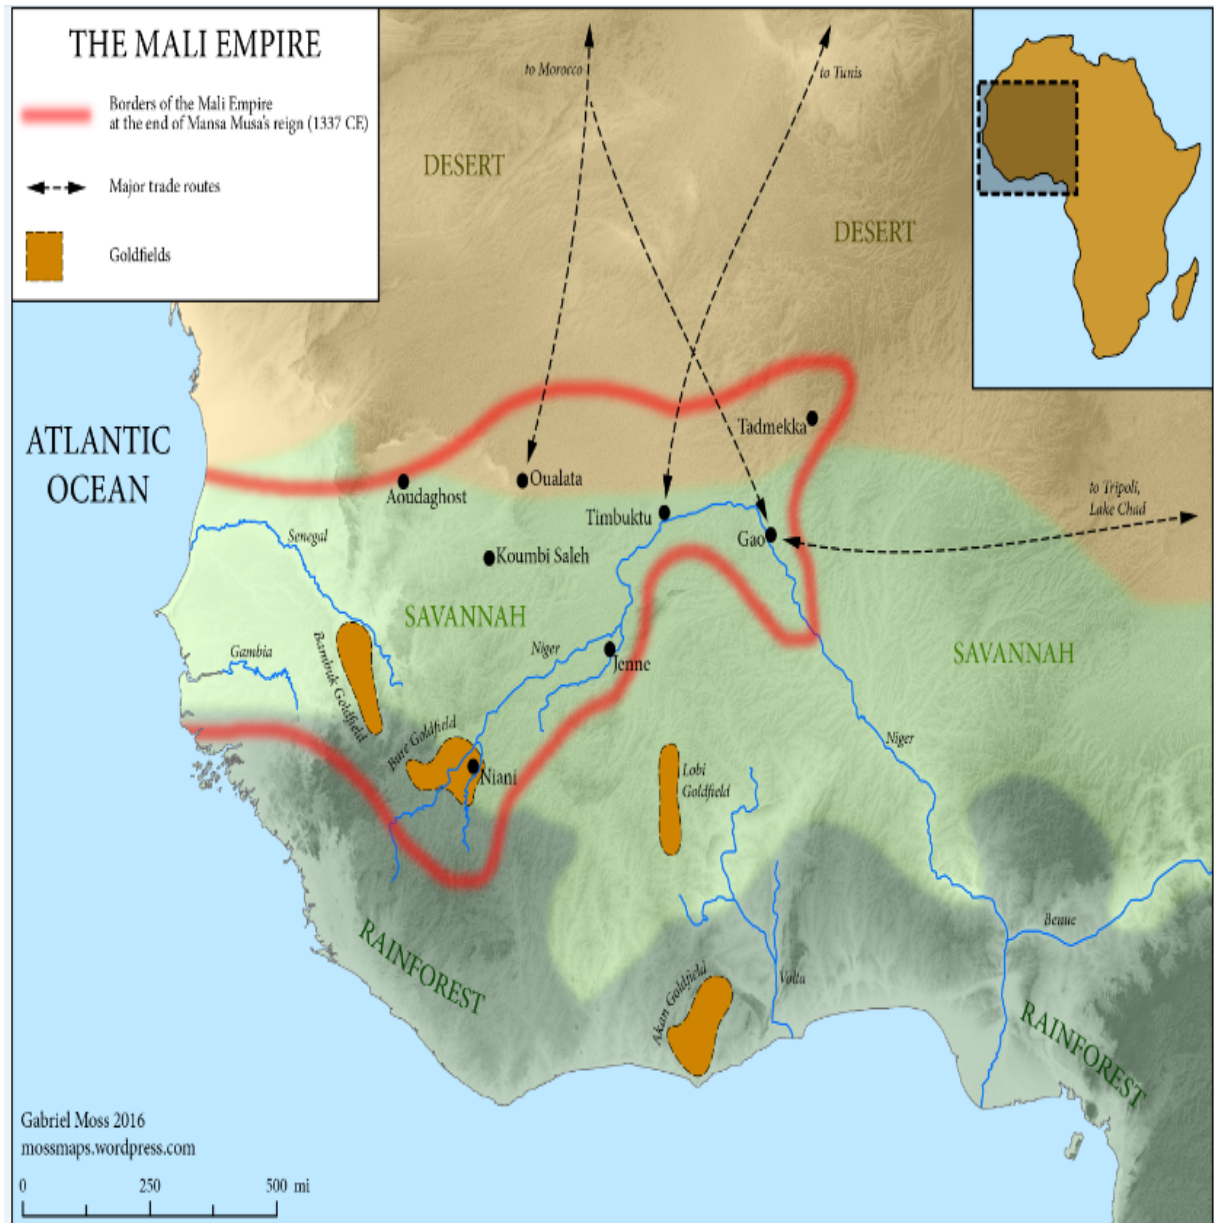 THE MALI EMPIRE
Borders of the Mali Empire
at the end of Mansa Musa's reign (1337 CE)
Major trade routes
Goldfields
to Morocco
to Tunis
DESERT
DESERT
ATLANTIC
OCEAN
Tadmekka
Oualata
Aoudaghost
to Tripoli,
Lake Chad
Timbuktu
Gao
Senegal
Koumbi Saleh
SAVANNAH
SAVANNAH
Niger
Jenne
Gambia
Bambuk Goldfield
Bure Goldfield
Niani
Niger
Lobi
Goldfield
RAINFOREST
Benue
Akan Goldfield
Volta
RAINFOREST
Gabriel Moss 2016
mossmaps.wordpress.com
0 250 500 mi